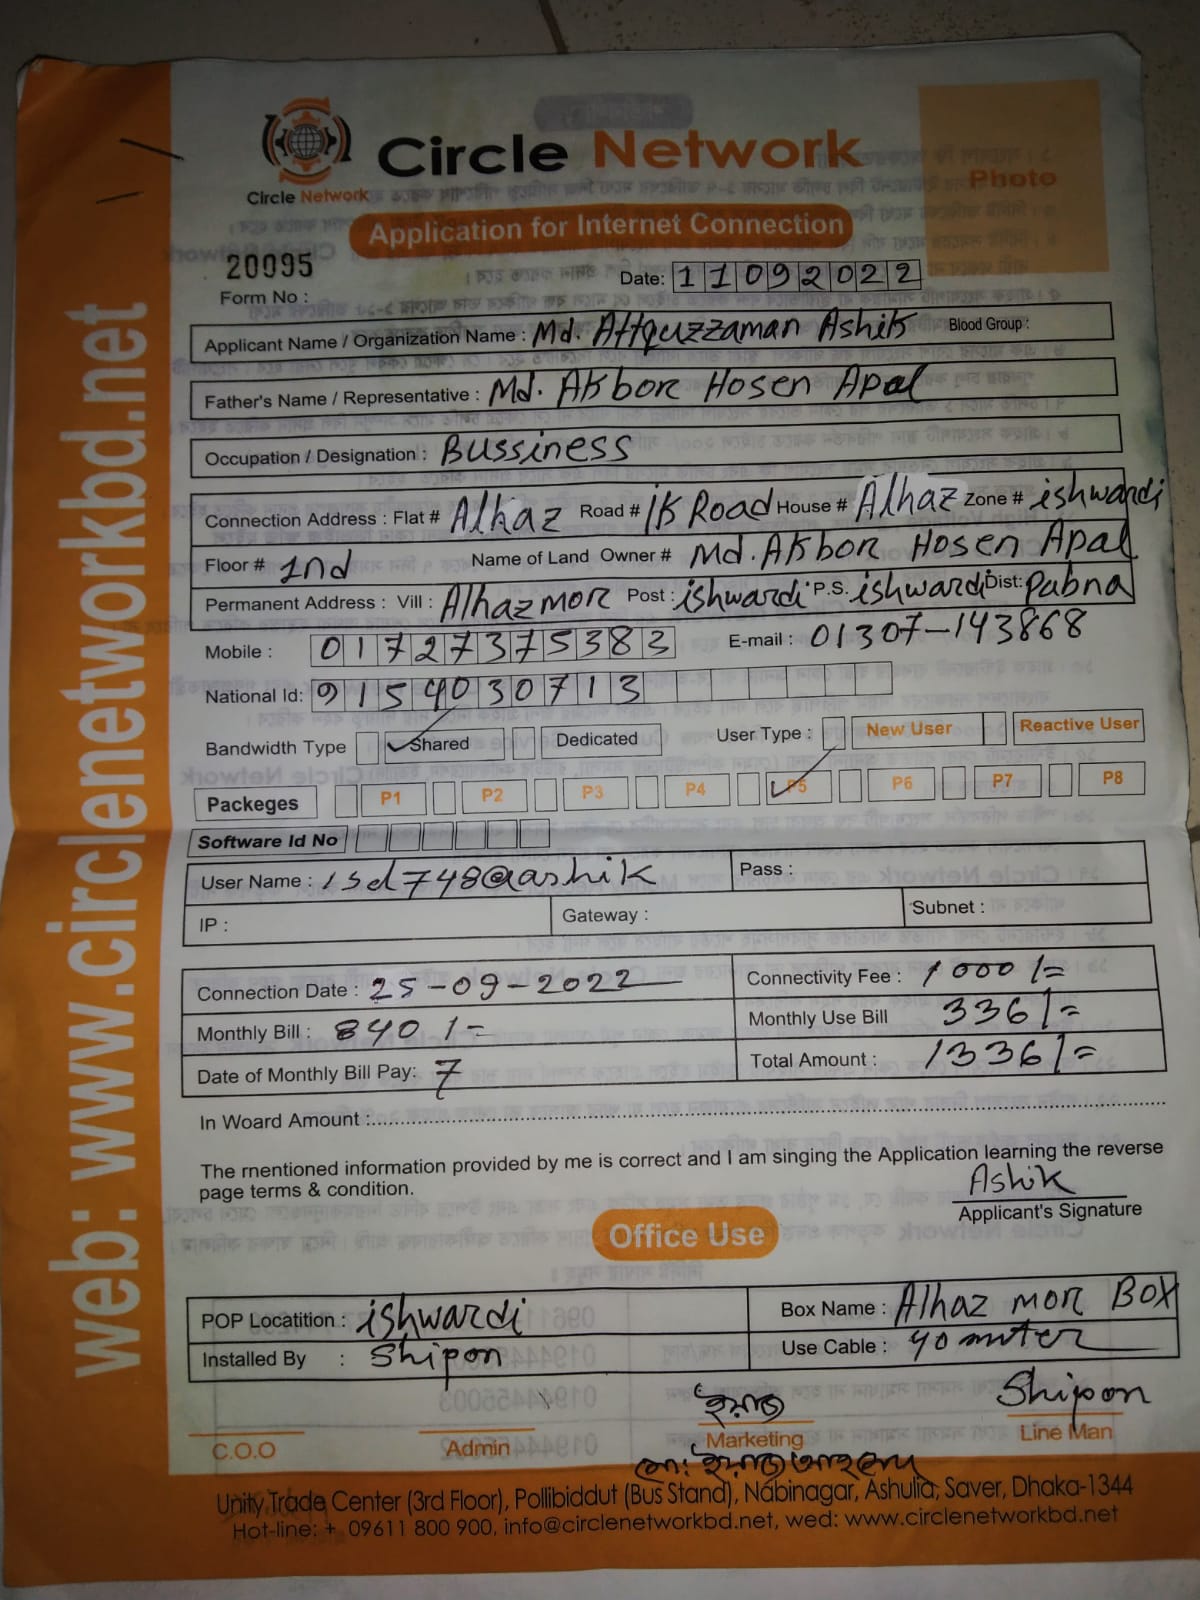 web: www.circlenetworkbd.net
Circle Network
Circle Network
Photo
Application for Internet Connection
20095
Form No :
Date: 11092022
Applicant Name / Organization Name : Md. Atiquzzaman Ashik Blood Group :
Father's Name / Representative : Md. Akbor Hosen Apal
Occupation / Designation : Bussiness
Connection Address : Flat # Alhaz Road # IK Road House # Alhaz Zone # ishwardi
Floor # 1nd Name of Land Owner # Md. Akbor Hosen Apal
Permanent Address : Vill : Alhaz mor Post : ishwardi P.S. ishwardi Dist: Pabna
Mobile : 01727375383 E-mail : 01307-143868
National Id: 9154030713
Bandwidth Type Shared Dedicated User Type : New User Reactive User
Packeges P1 P2 P3 P4 P5 P6 P7 P8
Software Id No
User Name : isd748@ashik Pass :
IP : Gateway : Subnet :
Connection Date : 25-09-2022 Connectivity Fee : 1000/=
Monthly Bill : 840/- Monthly Use Bill 336/=
Date of Monthly Bill Pay: 7 Total Amount : 1336/=
In Woard Amount :
The mentioned information provided by me is correct and I am singing the Application learning the reverse
page terms & condition.
Ashik
Applicant's Signature
Office Use
POP Locatition : ishwardi Box Name : Alhaz mor Box
Installed By : Shipon Use Cable : 40 miter
Shipon
C.O.O Admin Marketing Line Man
Unity Trade Center (3rd Floor), Pollibiddut (Bus Stand), Nabinagar, Ashulia, Saver, Dhaka-1344
Hot-line: + 09611 800 900, info@circlenetworkbd.net, wed: www.circlenetworkbd.net